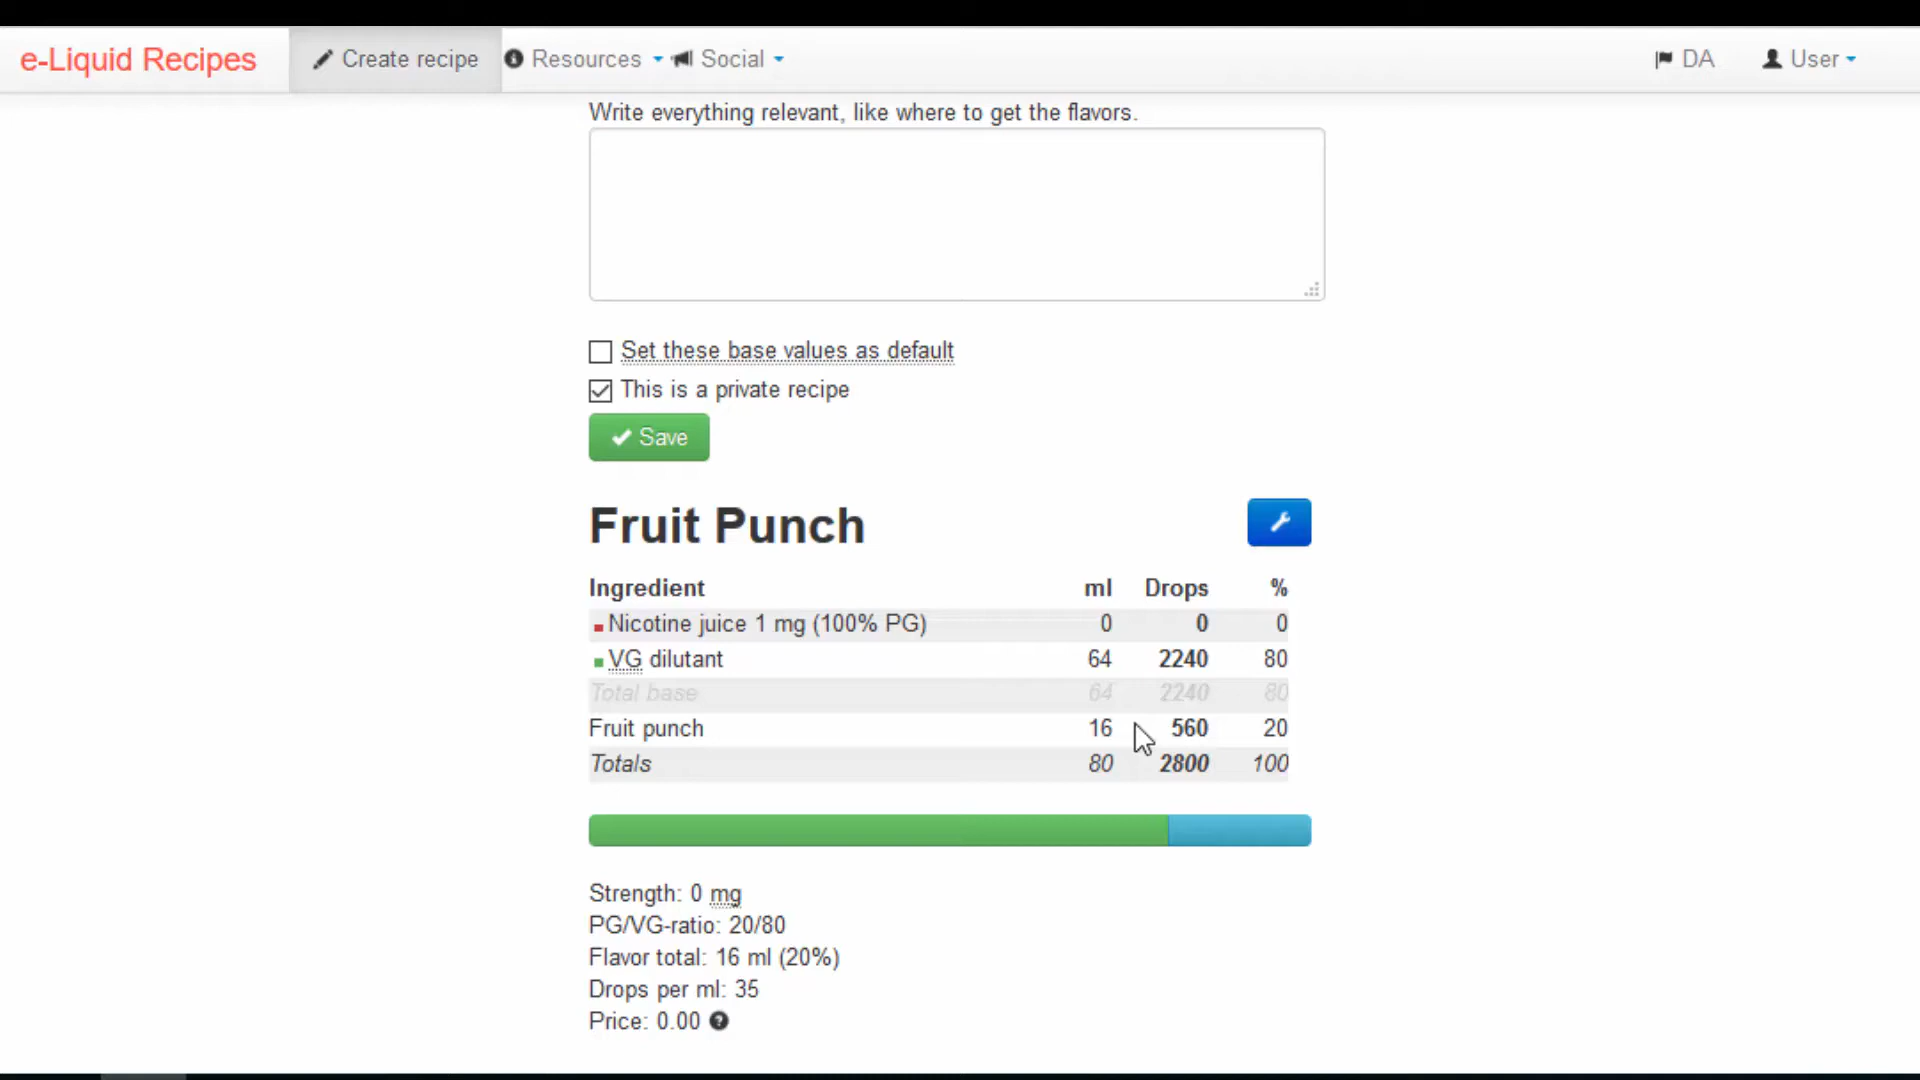 e-Liquid Recipes Create recipe Resources Social DA User
Write everything relevant, like where to get the flavors.
Set these base values as default
This is a private recipe
Save
Fruit Punch
Ingredient ml Drops %
Nicotine juice 1 mg (100% PG) 0 0 0
VG dilutant 64 2240 80
Total base 64 2240 80
Fruit punch 16 560 20
Totals 80 2800 100
Strength: 0 mg
PG/VG-ratio: 20/80
Flavor total: 16 ml (20%)
Drops per ml: 35
Price: 0.00